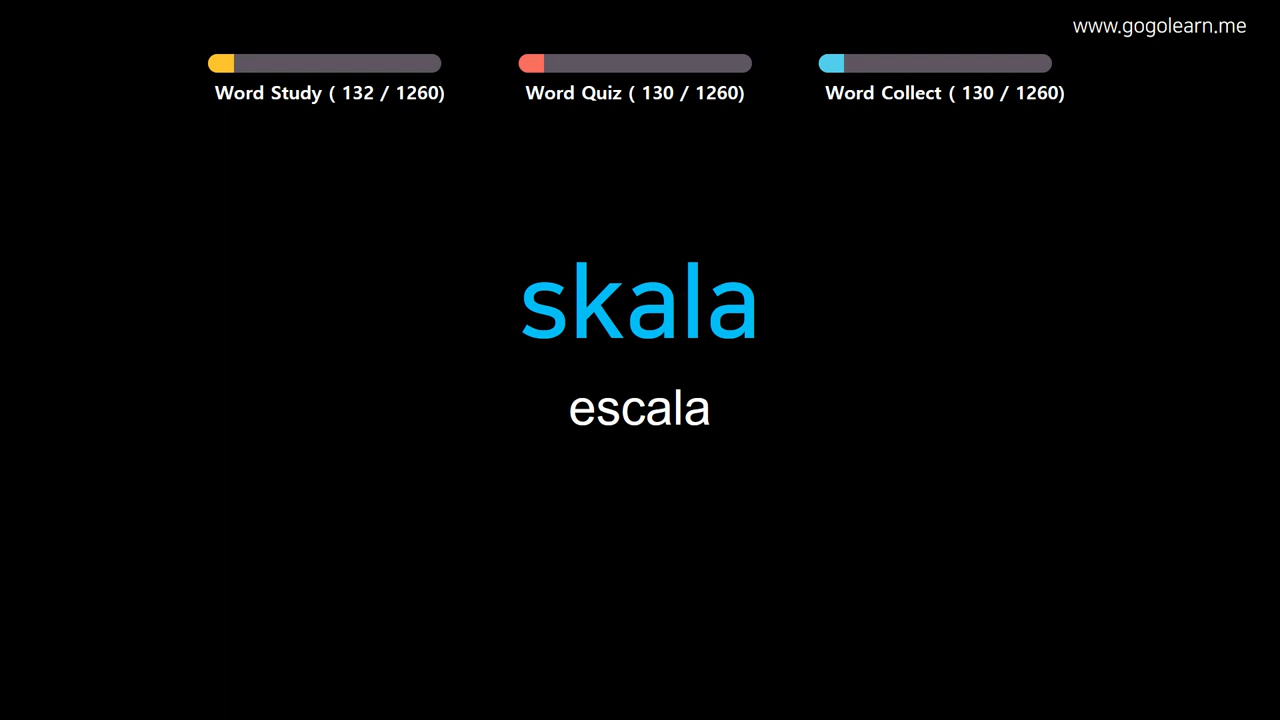 www.gogolearn.me
Word Study ( 132 / 1260)
Word Quiz ( 130 / 1260)
Word Collect ( 130 / 1260)
skala
escala